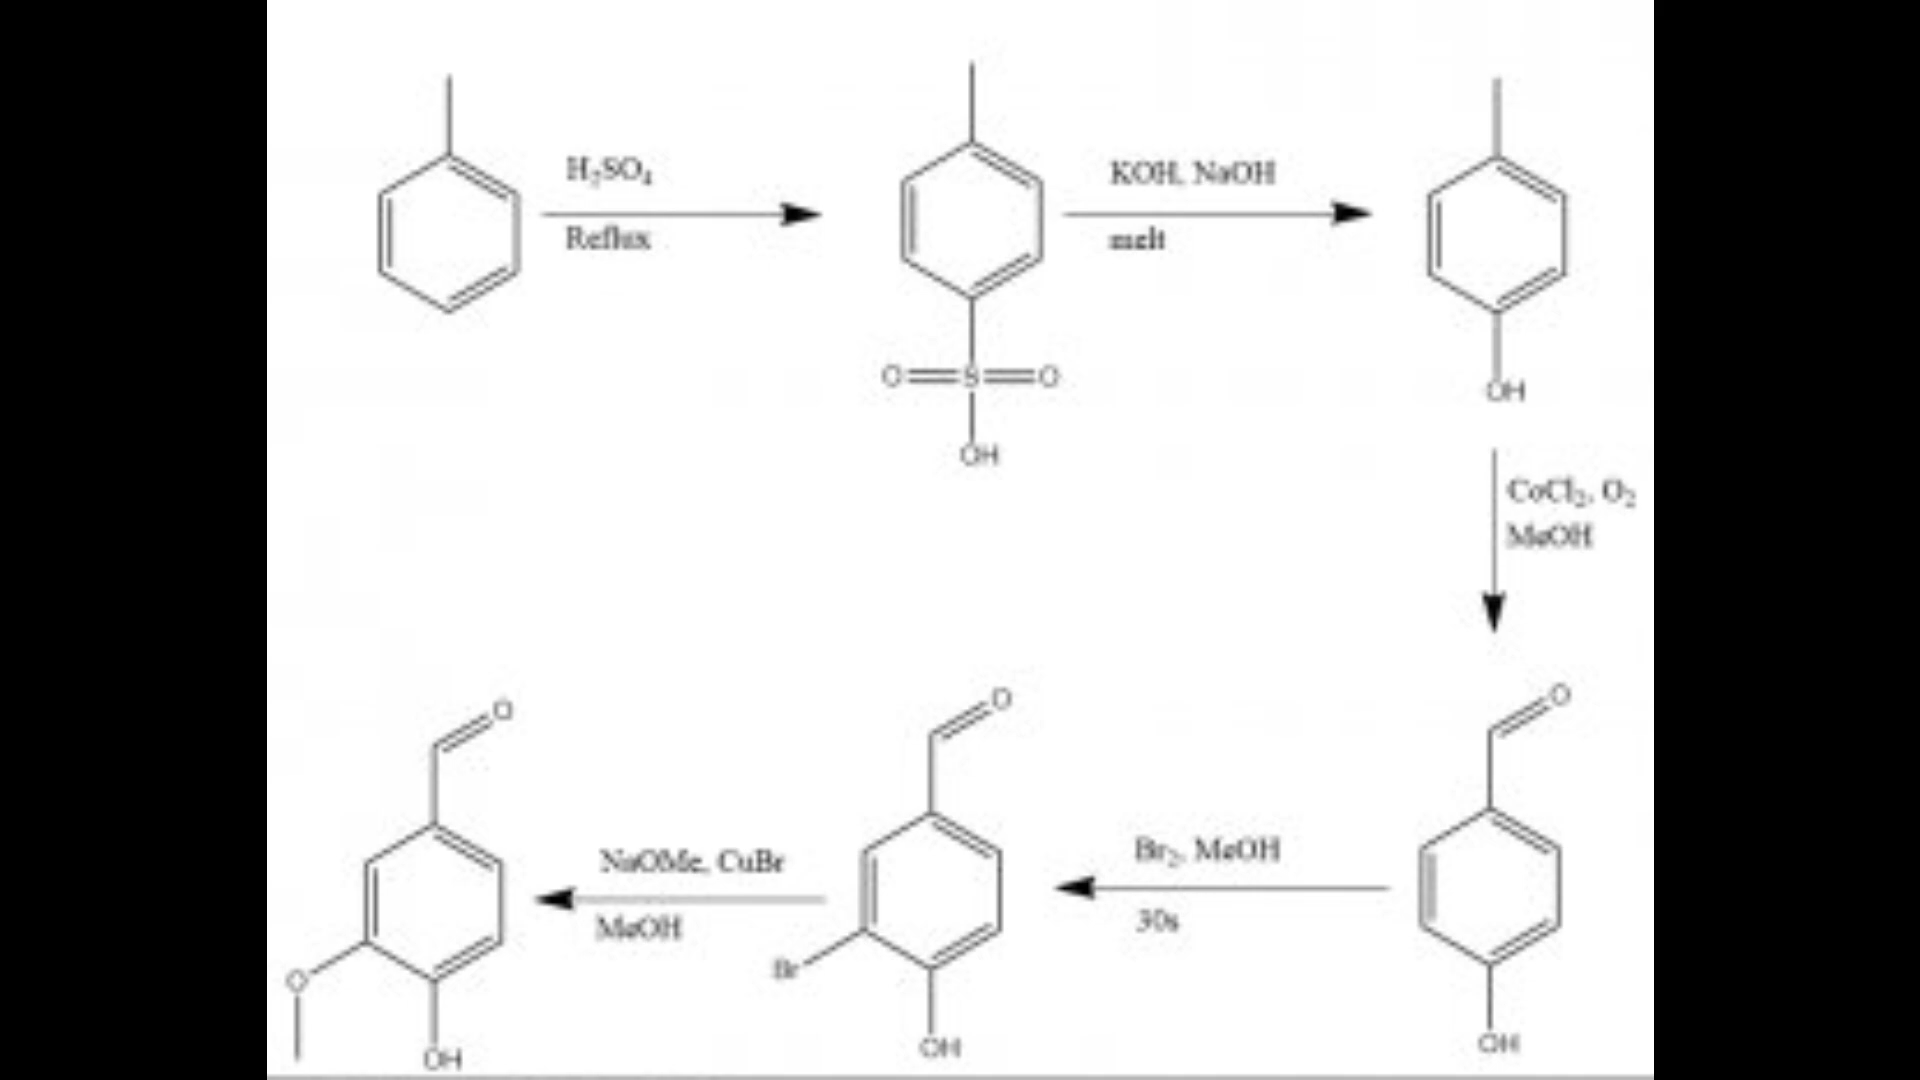 H₂SO₄
Reflux
KOH, NaOH
melt
O
S
O
OH
OH
CoCl₂, O₂
MeOH
O
O
O
NaOMe, CuBr
MeOH
Br₂, MeOH
30s
Br
O
OH
OH
OH